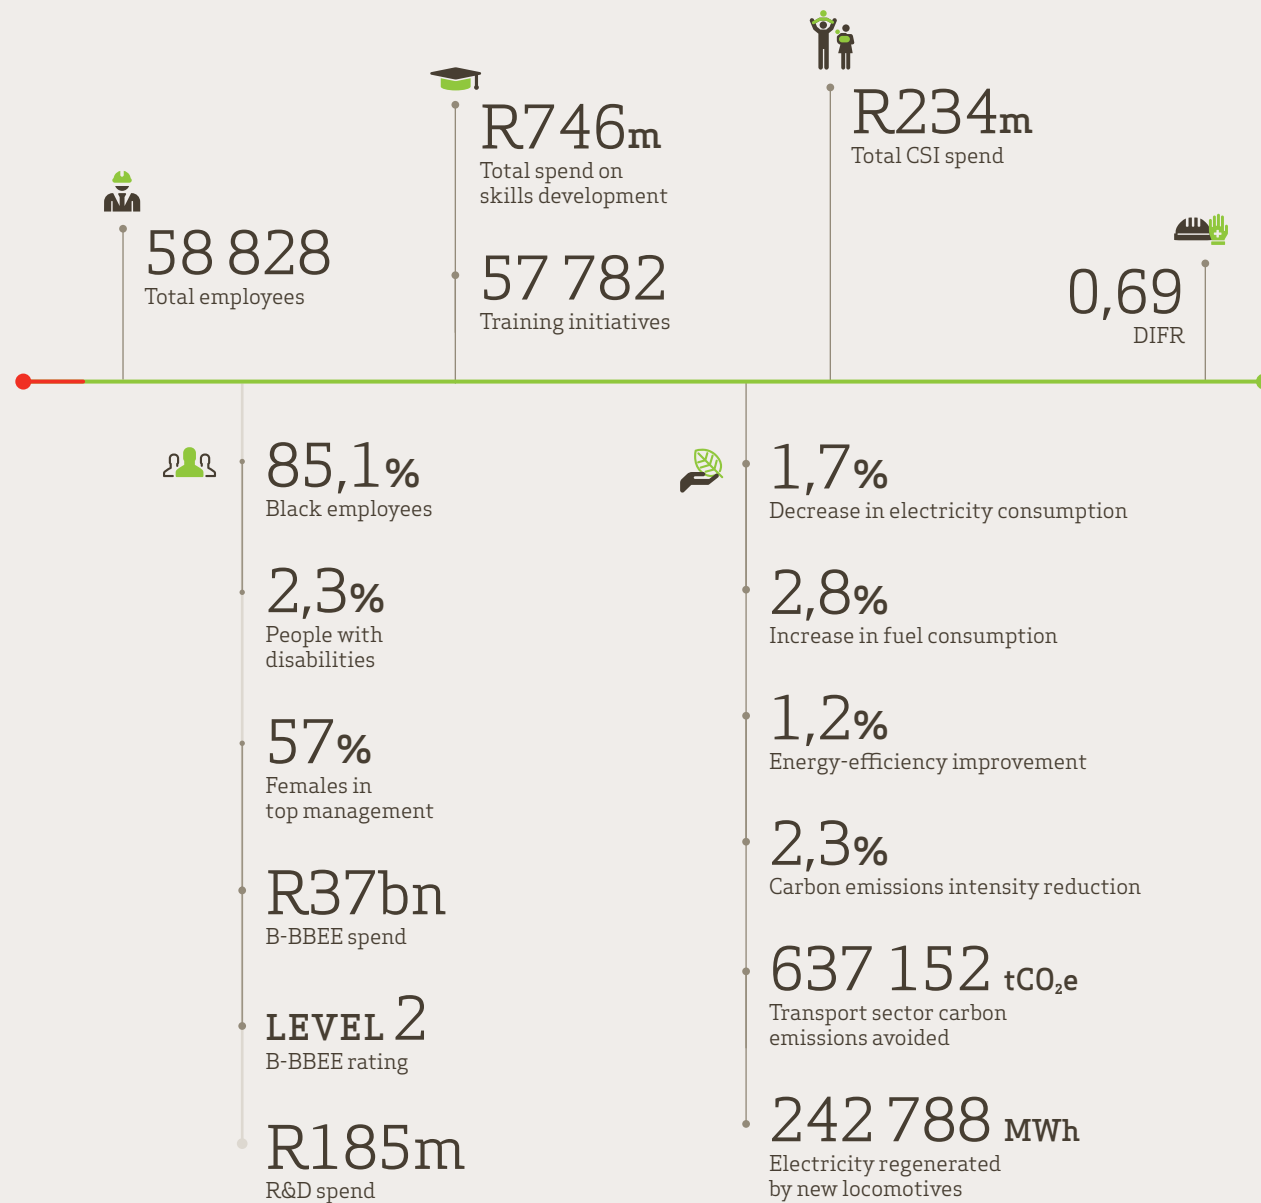 58 828
Total employees
R746m
Total spend on
skills development
57 782
Training initiatives
R234m
Total CSI spend
0,69
DIFR
85,1%
Black employees
2,3%
People with
disabilities
57%
Females in
top management
R37bn
B-BBEE spend
LEVEL 2
B-BBEE rating
R185m
R&D spend
1,7%
Decrease in electricity consumption
2,8%
Increase in fuel consumption
1,2%
Energy-efficiency improvement
2,3%
Carbon emissions intensity reduction
637 152 tCO₂e
Transport sector carbon
emissions avoided
242 788 MWh
Electricity regenerated
by new locomotives